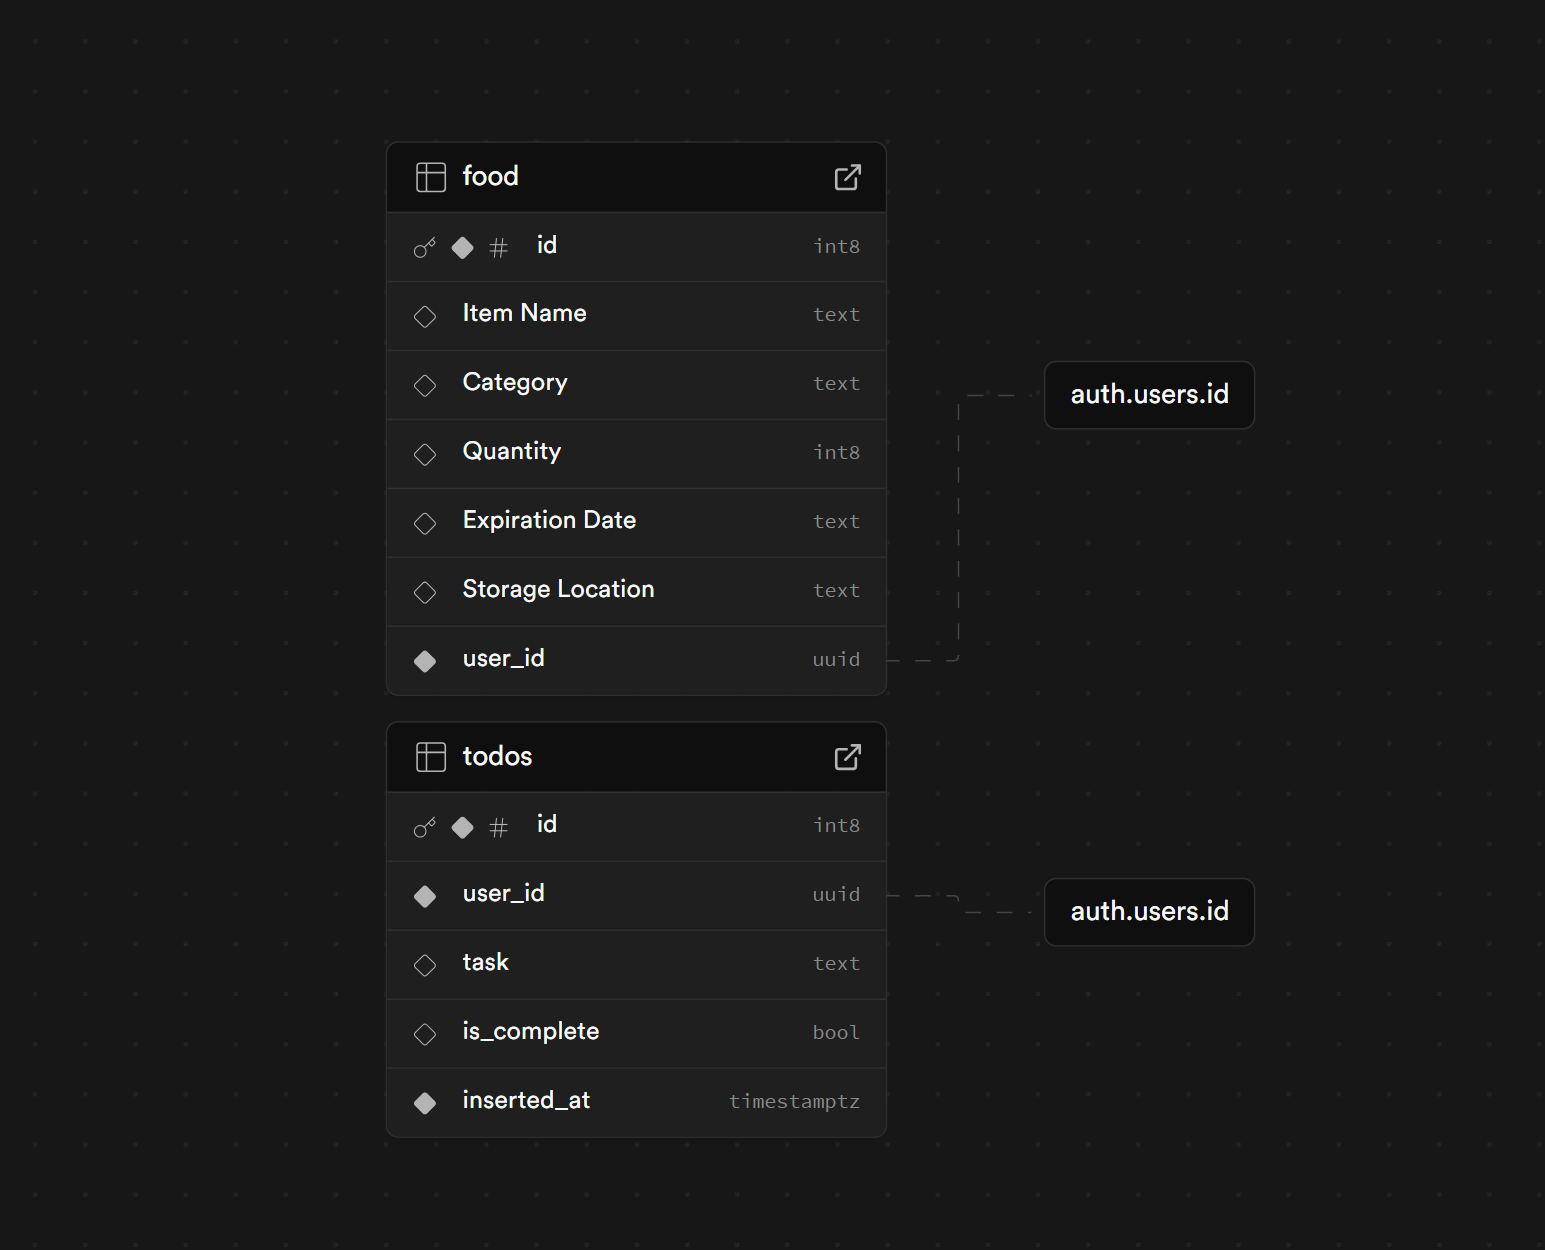 food
id int8
Item Name text
Category text
Quantity int8
Expiration Date text
Storage Location text
user_id uuid
auth.users.id
todos
id int8
user_id uuid
task text
is_complete bool
inserted_at timestamptz
auth.users.id